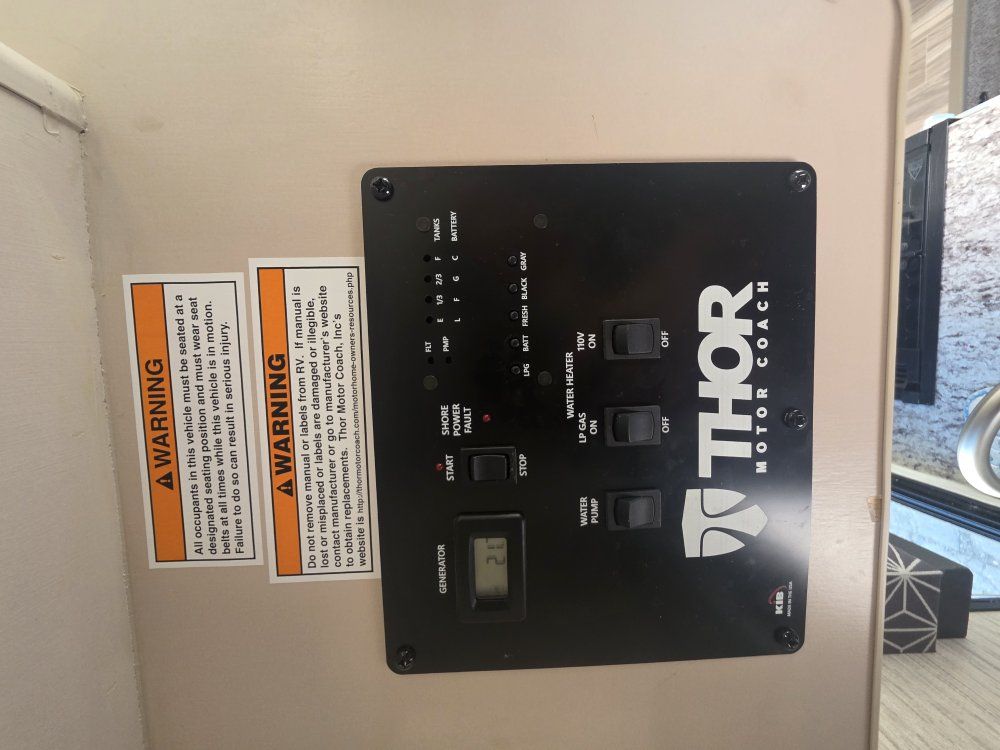 WARNING
All occupants in this vehicle must be seated at a
designated seating position and must wear seat
belts at all times while this vehicle is in motion.
Failure to do so can result in serious injury.
WARNING
Do not remove manual or labels from RV. If manual is
lost or misplaced or labels are damaged or illegible,
contact manufacturer or go to manufacturer's website
to obtain replacements. Thor Motor Coach, Inc's
website is http://thormotorcoach.com/motorhome-owners-resources.php
GENERATOR
START
STOP
SHORE
POWER
FAULT
FLT
PMP
E 1/3 2/3 F TANKS
L F G C BATTERY
LPG BATT FRESH BLACK GRAY
WATER
PUMP
WATER HEATER
LP GAS
ON
OFF
110V
ON
OFF
THOR
MOTOR COACH
KIB
MADE IN THE USA